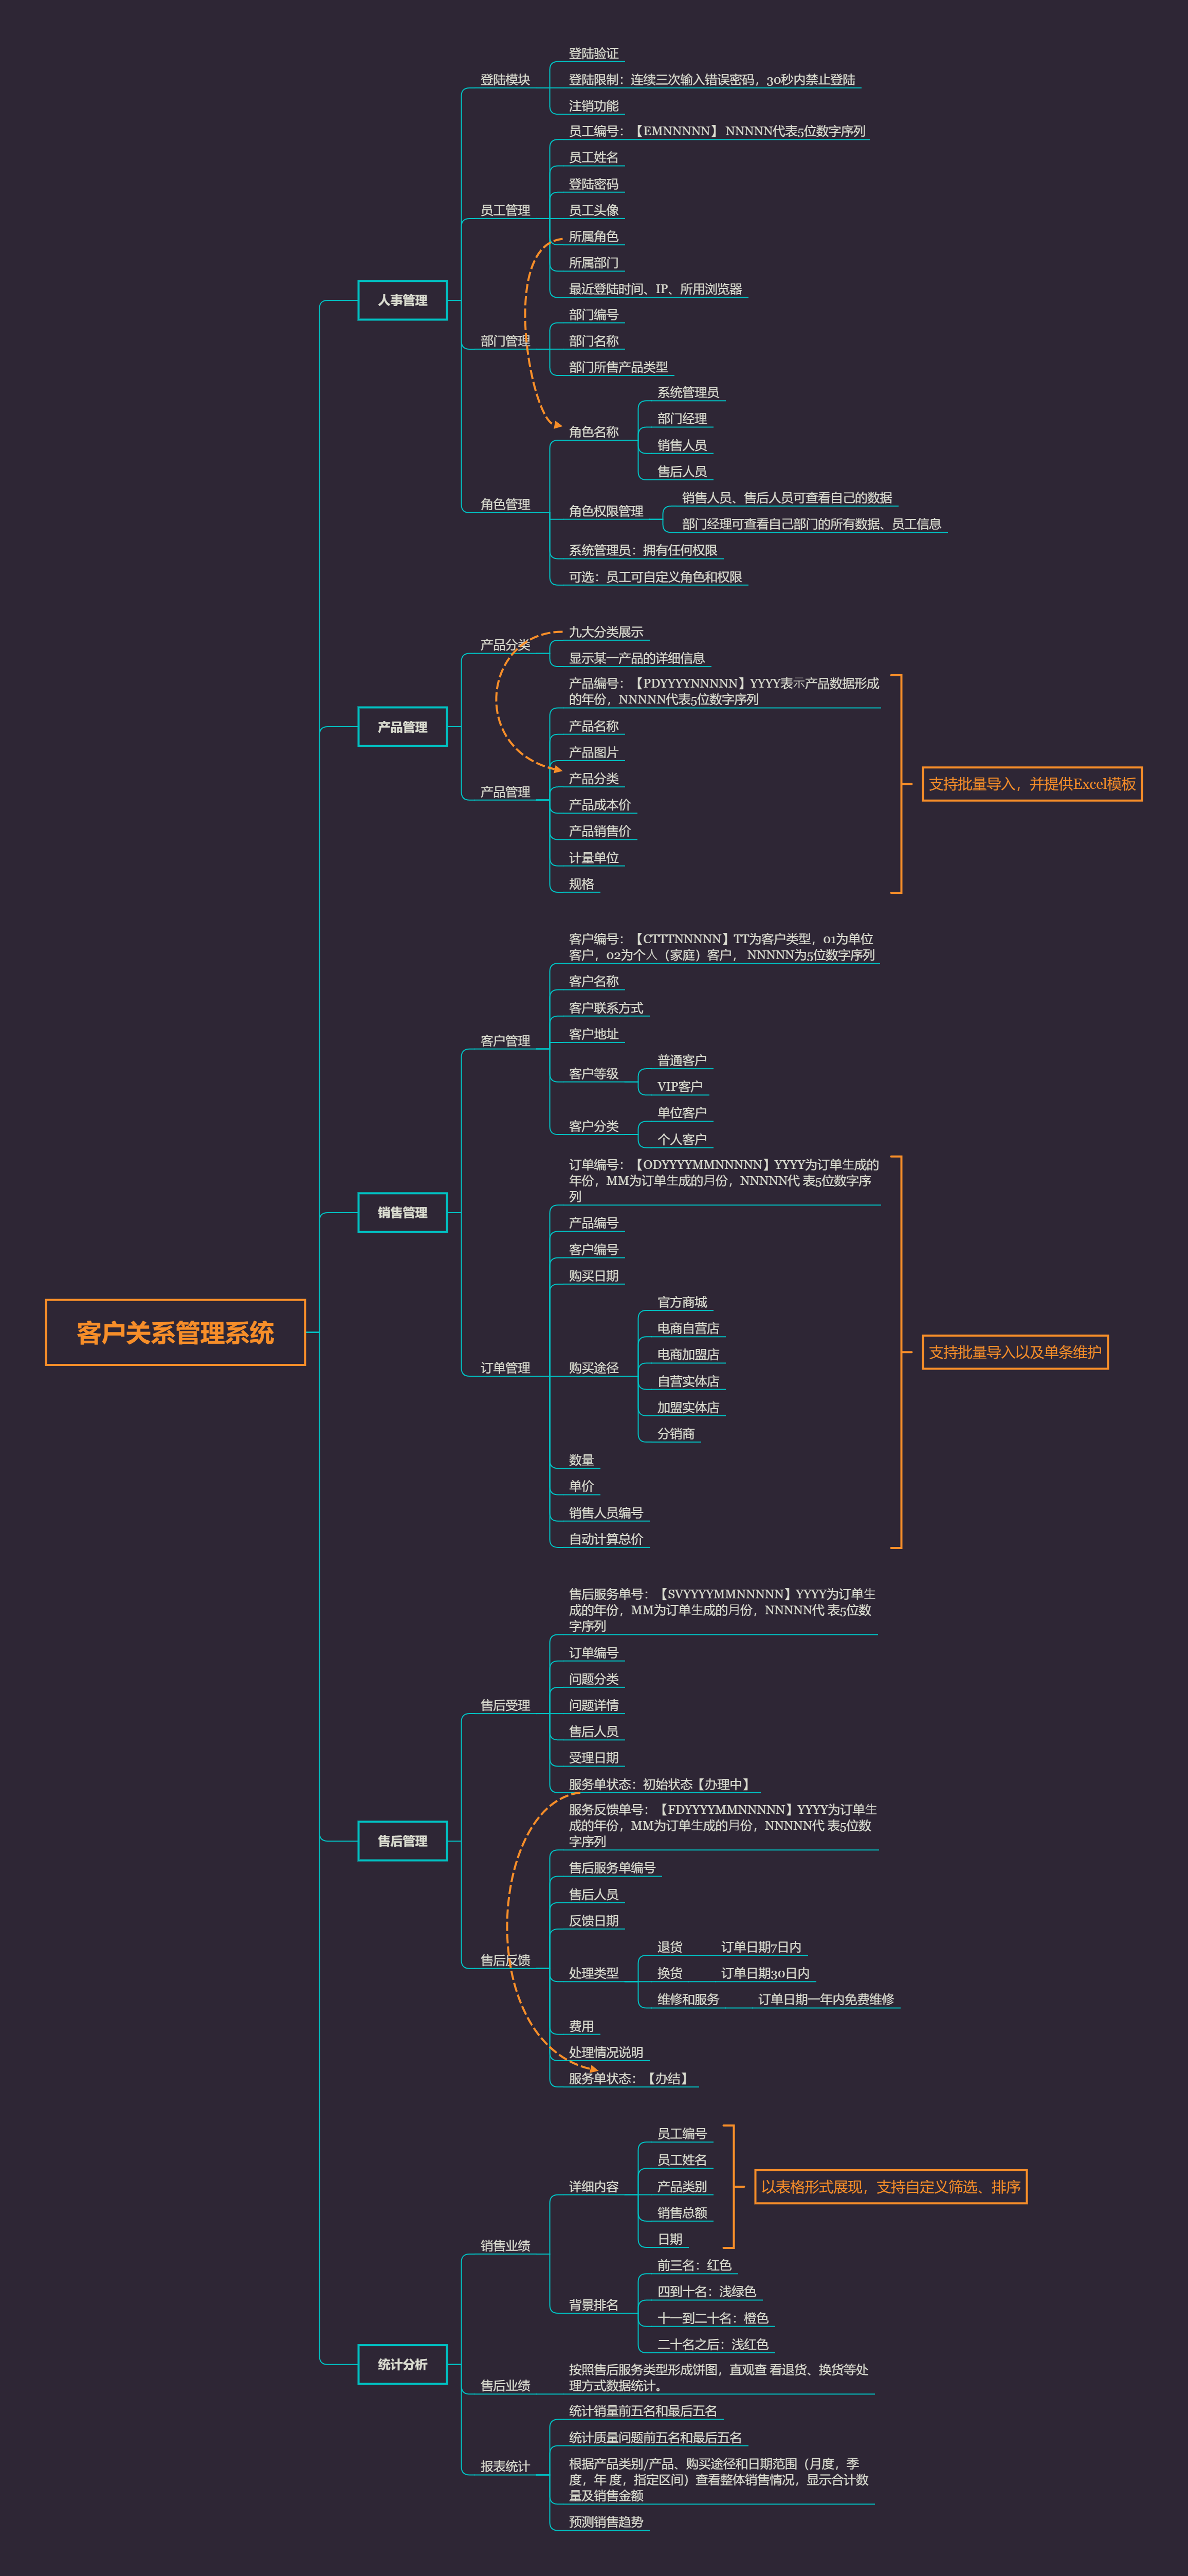 登陆验证
登陆模块
登陆限制：连续三次输入错误密码，30秒内禁止登陆
注销功能
员工编号：【EMNNNNN】 NNNNN代表5位数字序列
员工姓名
登陆密码
员工管理
员工头像
所属角色
所属部门
最近登陆时间、IP、所用浏览器
人事管理
部门编号
部门管理
部门名称
部门所售产品类型
系统管理员
部门经理
角色名称
销售人员
售后人员
角色管理
销售人员、售后人员可查看自己的数据
角色权限管理
部门经理可查看自己部门的所有数据、员工信息
系统管理员：拥有任何权限
可选：员工可自定义角色和权限
九大分类展示
产品分类
显示某一产品的详细信息
产品编号：【PDYYYYNNNNN】YYYY表示产品数据形成
的年份，NNNNN代表5位数字序列
产品管理
产品名称
产品图片
产品分类
支持批量导入，并提供Excel模板
产品管理
产品成本价
产品销售价
计量单位
规格
客户编号：【CTTTNNNNN】TT为客户类型，01为单位
客户，02为个人（家庭）客户， NNNNN为5位数字序列
客户名称
客户联系方式
客户管理
客户地址
普通客户
客户等级
VIP客户
单位客户
客户分类
个人客户
订单编号：【ODYYYYMMNNNNN】YYYY为订单生成的
年份，MM为订单生成的月份，NNNNN代 表5位数字序
列
销售管理
产品编号
客户编号
购买日期
官方商城
电商自营店
客户关系管理系统
电商加盟店
支持批量导入以及单条维护
订单管理
购买途径
自营实体店
加盟实体店
分销商
数量
单价
销售人员编号
自动计算总价
售后服务单号：【SVYYYYMMNNNNN】YYYY为订单生
成的年份，MM为订单生成的月份，NNNNN代 表5位数
字序列
订单编号
问题分类
售后受理
问题详情
售后人员
受理日期
服务单状态：初始状态【办理中】
服务反馈单号：【FDYYYYMMNNNNN】YYYY为订单生
成的年份，MM为订单生成的月份，NNNNN代 表5位数
字序列
售后管理
售后服务单编号
售后人员
反馈日期
售后反馈
退货 订单日期7日内
处理类型
换货 订单日期30日内
维修和服务 订单日期一年内免费维修
费用
处理情况说明
服务单状态：【办结】
员工编号
员工姓名
详细内容
产品类别
以表格形式展现，支持自定义筛选、排序
销售总额
日期
销售业绩
前三名：红色
四到十名：浅绿色
背景排名
十一到二十名：橙色
二十名之后：浅红色
统计分析
按照售后服务类型形成饼图，直观查 看退货、换货等处
理方式数据统计。
售后业绩
统计销量前五名和最后五名
统计质量问题前五名和最后五名
报表统计
根据产品类别/产品、购买途径和日期范围（月度，季
度，年 度，指定区间）查看整体销售情况，显示合计数
量及销售金额
预测销售趋势